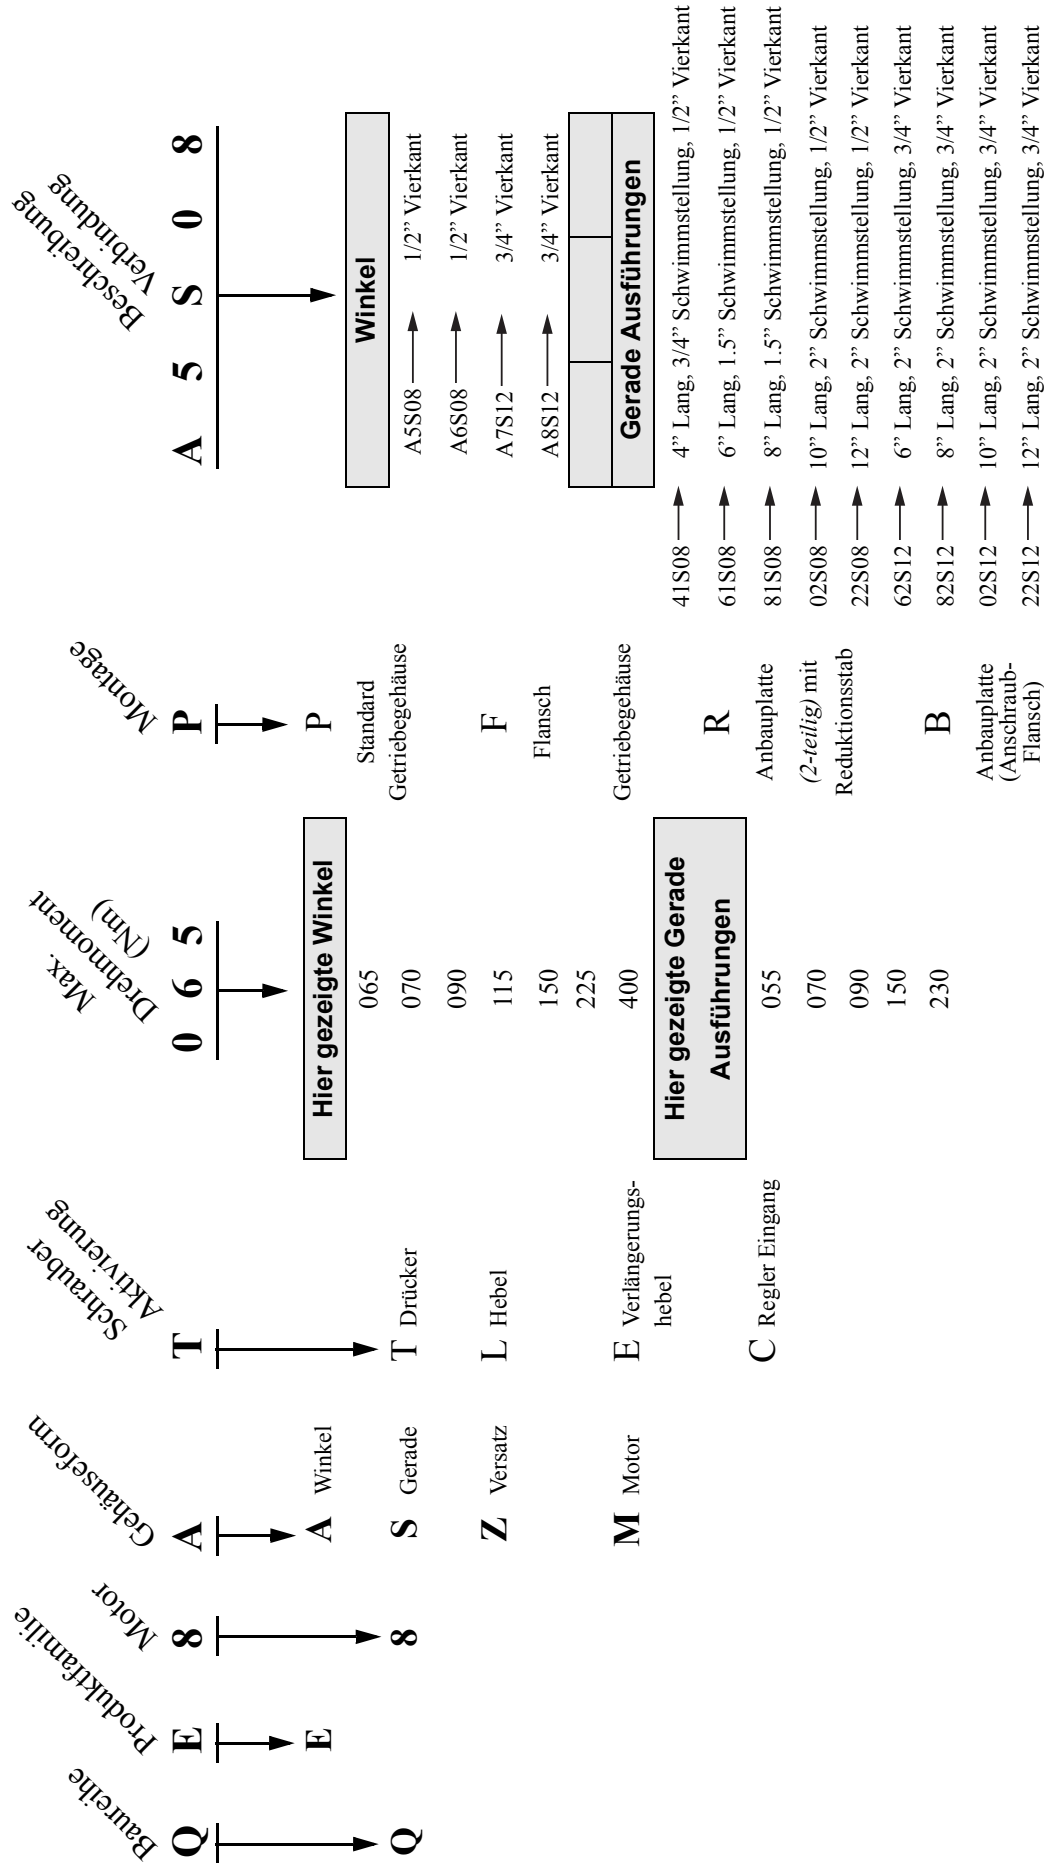 Baureihe
Q
Q
Produktfamilie
E
E
Motor
8
8
Gehäuseform
A
A Winkel
S Gerade
Z Versatz
M Motor
Schrauber
Aktivierung
T
T Drücker
L Hebel
E Verlängerungs-
hebel
C Regler Eingang
Max.
Drehmoment
(Nm)
0 6 5
Hier gezeigte Winkel
065
070
090
115
150
225
400
Hier gezeigte Gerade
Ausführungen
055
070
090
150
230
Montage
P
P
Standard
Getriebegehäuse
F
Flansch
Getriebegehäuse
R
Anbauplatte
(2-teilig) mit
Reduktionsstab
B
Anbauplatte
(Anschraub-
Flansch)
Beschreibung
Verbindung
A 5 S 0 8
Winkel
A5S08 1/2” Vierkant
A6S08 1/2” Vierkant
A7S12 3/4” Vierkant
A8S12 3/4” Vierkant
Gerade Ausführungen
41S08 4” Lang, 3/4” Schwimmstellung, 1/2” Vierkant
61S08 6” Lang, 1.5” Schwimmstellung, 1/2” Vierkant
81S08 8” Lang, 1.5” Schwimmstellung, 1/2” Vierkant
02S08 10” Lang, 2” Schwimmstellung, 1/2” Vierkant
22S08 12” Lang, 2” Schwimmstellung, 1/2” Vierkant
62S12 6” Lang, 2” Schwimmstellung, 3/4” Vierkant
82S12 8” Lang, 2” Schwimmstellung, 3/4” Vierkant
02S12 10” Lang, 2” Schwimmstellung, 3/4” Vierkant
22S12 12” Lang, 2” Schwimmstellung, 3/4” Vierkant